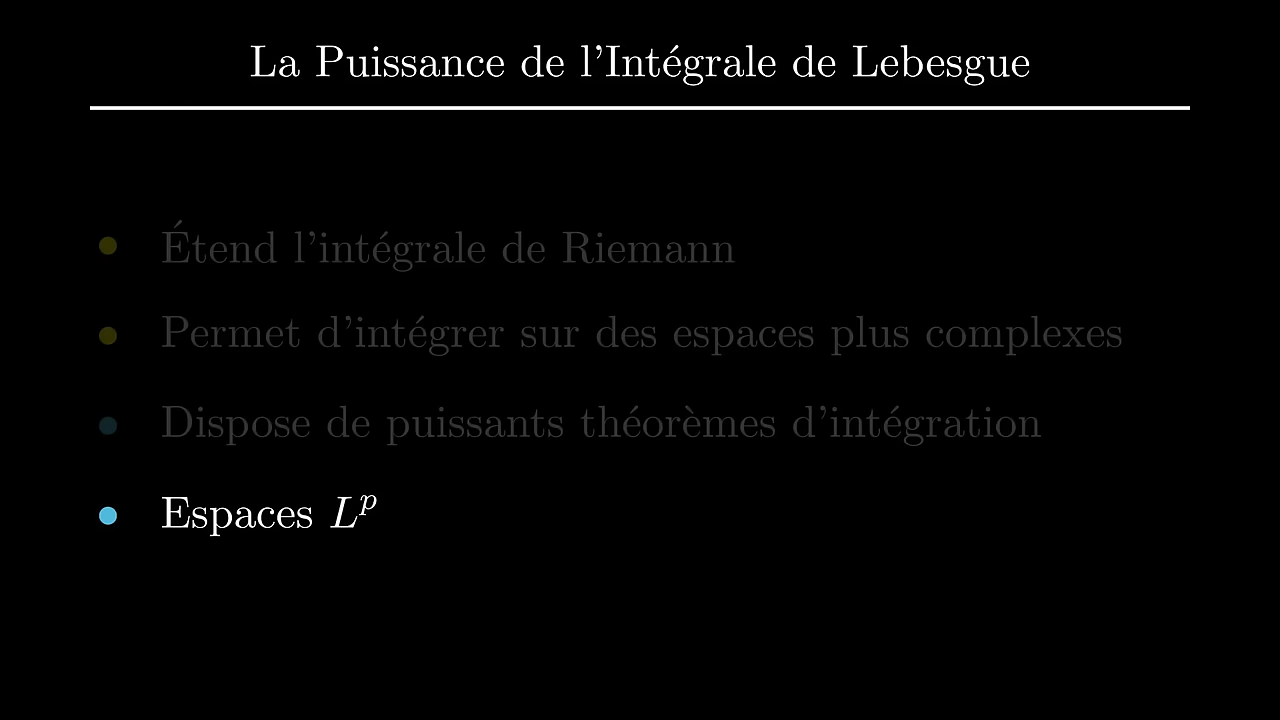 La Puissance de l'Intégrale de Lebesgue
Étend l'intégrale de Riemann
Permet d'intégrer sur des espaces plus complexes
Dispose de puissants théorèmes d'intégration
Espaces $L^p$